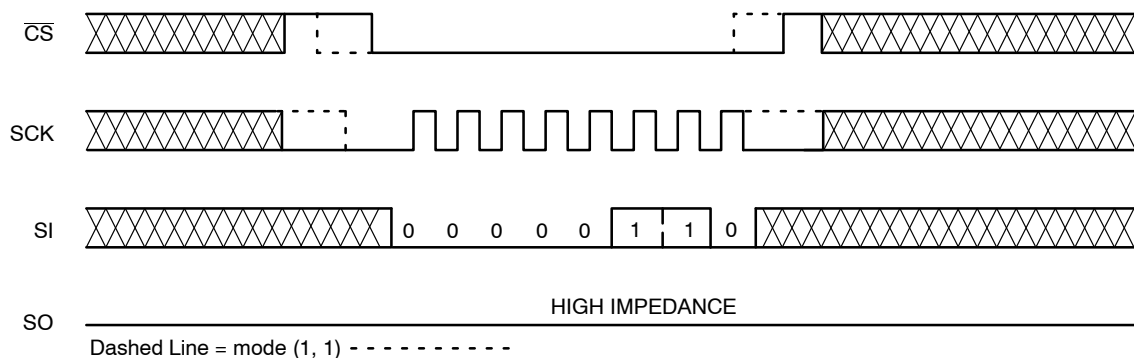 CS
SCK
SI 0 0 0 0 0 1 1 0
HIGH IMPEDANCE
SO
Dashed Line = mode (1, 1) - - - - - - - - - -